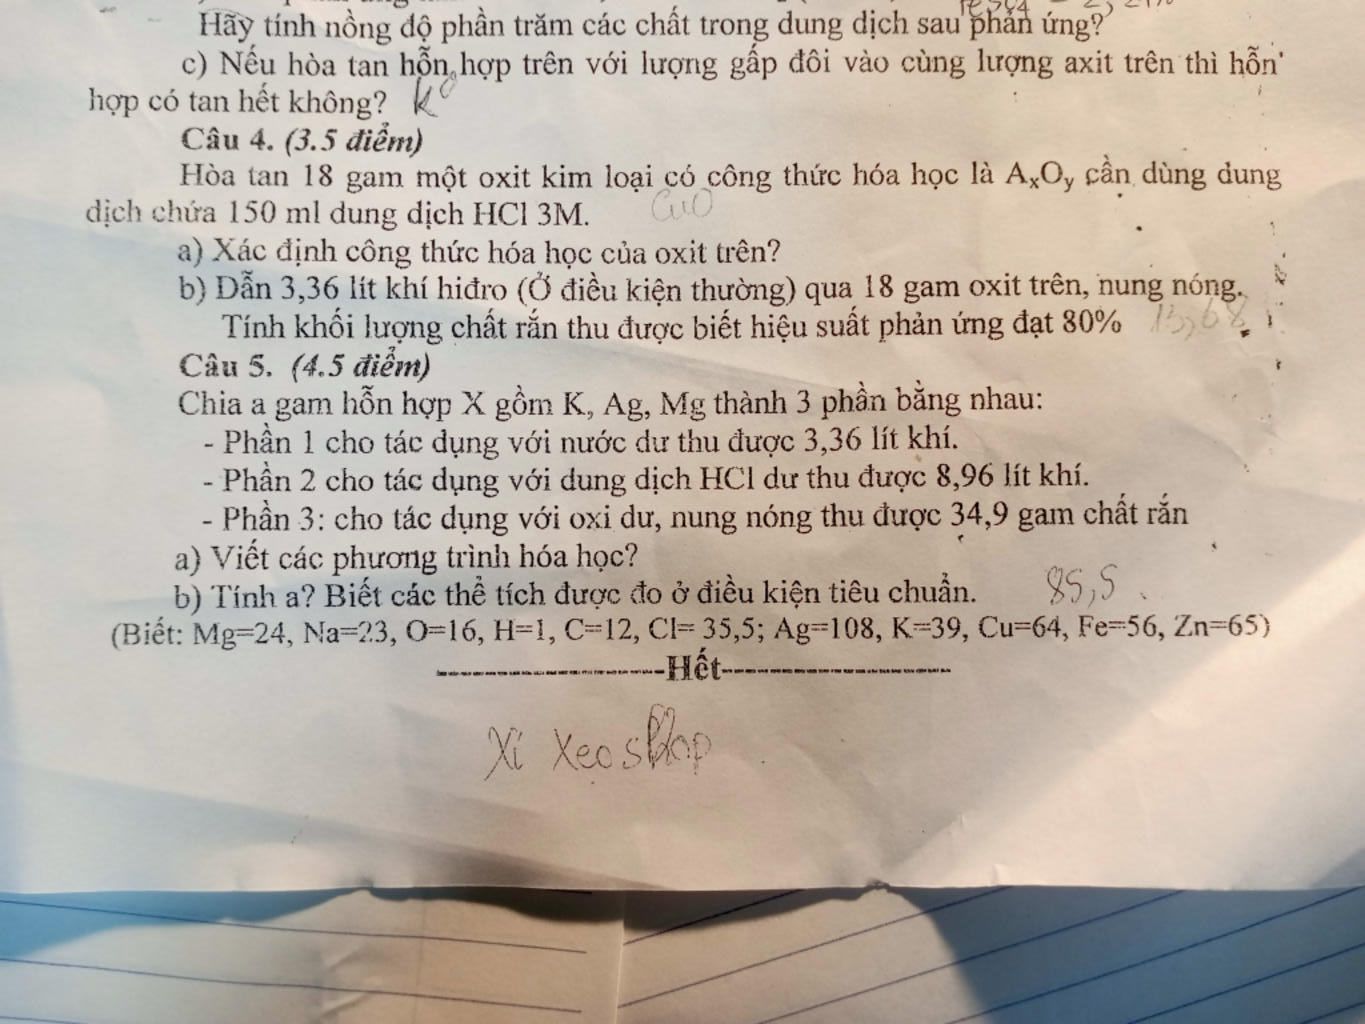 Hãy tính nồng độ phần trăm các chất trong dung dịch sau phản ứng?
c) Nếu hòa tan hỗn hợp trên với lượng gấp đôi vào cùng lượng axit trên thì hỗn
hợp có tan hết không? k⁰
Câu 4. (3.5 điểm)
Hòa tan 18 gam một oxit kim loại có công thức hóa học là AₓOᵧ cần dùng dung
dịch chứa 150 ml dung dịch HCl 3M. CuO
a) Xác định công thức hóa học của oxit trên?
b) Dẫn 3,36 lít khí hiđro (Ở điều kiện thường) qua 18 gam oxit trên, nung nóng.
Tính khối lượng chất rắn thu được biết hiệu suất phản ứng đạt 80% 13,68
Câu 5. (4.5 điểm)
Chia a gam hỗn hợp X gồm K, Ag, Mg thành 3 phần bằng nhau:
- Phần 1 cho tác dụng với nước dư thu được 3,36 lít khí.
- Phần 2 cho tác dụng với dung dịch HCl dư thu được 8,96 lít khí.
- Phần 3: cho tác dụng với oxi dư, nung nóng thu được 34,9 gam chất rắn
a) Viết các phương trình hóa học?
b) Tính a? Biết các thể tích được đo ở điều kiện tiêu chuẩn. 85,5
(Biết: Mg=24, Na=23, O=16, H=1, C=12, Cl= 35,5; Ag=108, K=39, Cu=64, Fe=56, Zn=65)
Hết
Xí Xẹo shop